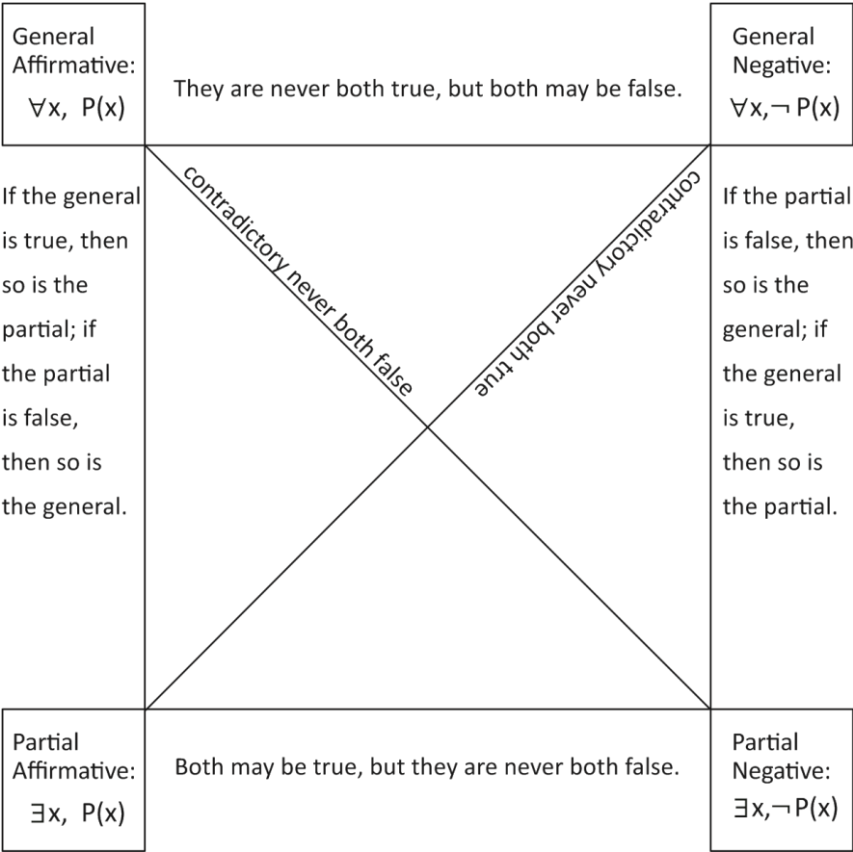 General
Affirmative:
∀x, P(x)
They are never both true, but both may be false.
General
Negative:
∀x,¬ P(x)
If the general
is true, then
so is the
partial; if
the partial
is false,
then so is
the general.
contradictory never both false
contradictory never both true
If the partial
is false, then
so is the
general; if
the general
is true,
then so is
the partial.
Partial
Affirmative:
∃x, P(x)
Both may be true, but they are never both false.
Partial
Negative:
∃x,¬ P(x)